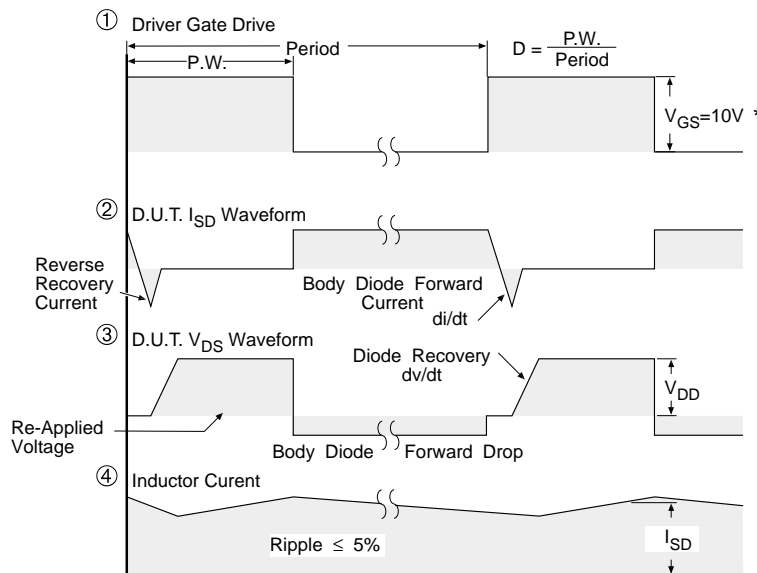 ① Driver Gate Drive
Period
P.W.
D = P.W. / Period
VGS=10V *
② D.U.T. ISD Waveform
Reverse
Recovery
Current
Body Diode Forward
Current
di/dt
③ D.U.T. VDS Waveform
Diode Recovery
dv/dt
VDD
Re-Applied
Voltage
Body Diode Forward Drop
④ Inductor Curent
Ripple ≤ 5%
ISD